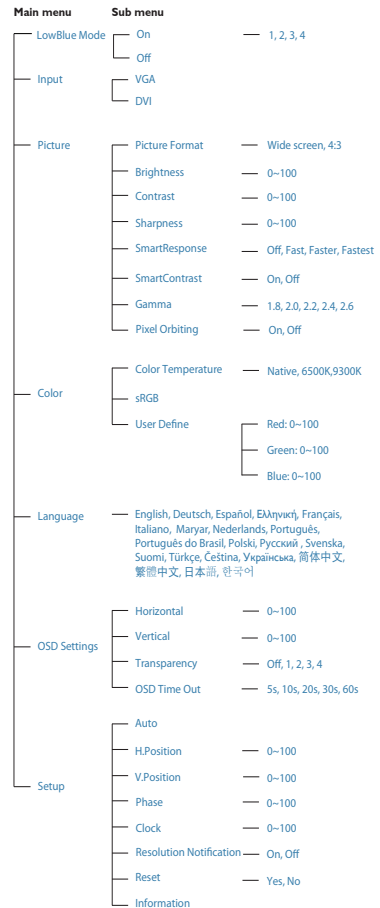 Main menu Sub menu
LowBlue Mode On 1, 2, 3, 4
Off
Input VGA
DVI
Picture Picture Format Wide screen, 4:3
Brightness 0~100
Contrast 0~100
Sharpness 0~100
SmartResponse Off, Fast, Faster, Fastest
SmartContrast On, Off
Gamma 1.8, 2.0, 2.2, 2.4, 2.6
Pixel Orbiting On, Off
Color Temperature Native, 6500K,9300K
Color sRGB
User Define Red: 0~100
Green: 0~100
Blue: 0~100
Language English, Deutsch, Español, Ελληνική, Français,
Italiano, Maryar, Nederlands, Português,
Português do Brasil, Polski, Русский , Svenska,
Suomi, Türkçe, Čeština, Українська, 简体中文,
繁體中文, 日本語, 한국어
Horizontal 0~100
Vertical 0~100
OSD Settings Transparency Off, 1, 2, 3, 4
OSD Time Out 5s, 10s, 20s, 30s, 60s
Auto
H.Position 0~100
V.Position 0~100
Setup Phase 0~100
Clock 0~100
Resolution Notification On, Off
Reset Yes, No
Information